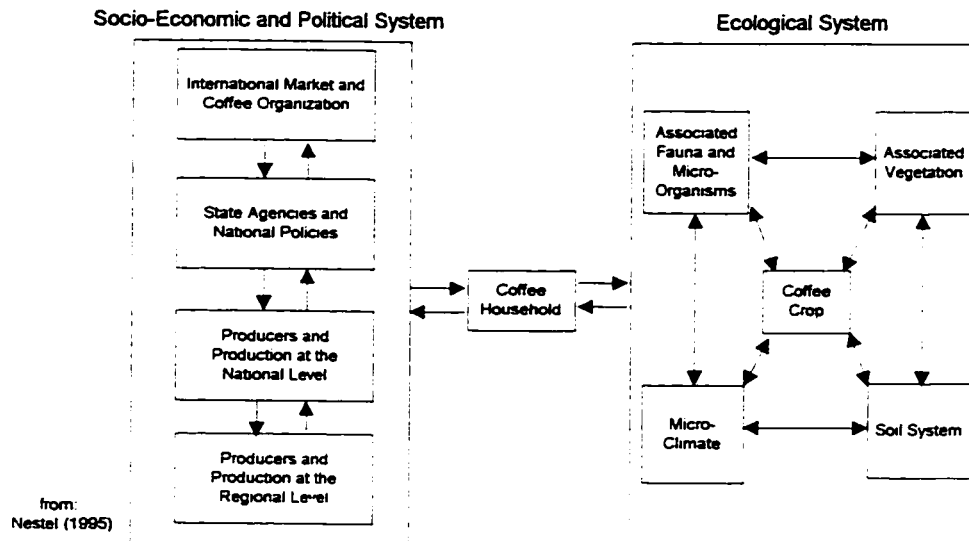 Socio-Economic and Political System
International Market and
Coffee Organization
State Agencies and
National Policies
Producers and
Production at the
National Level
Producers and
Production at the
Regional Level
from:
Nestel (1995)
Coffee
Household
Ecological System
Associated
Fauna and
Micro-
Organisms
Associated
Vegetation
Coffee
Crop
Micro-
Climate
Soil System